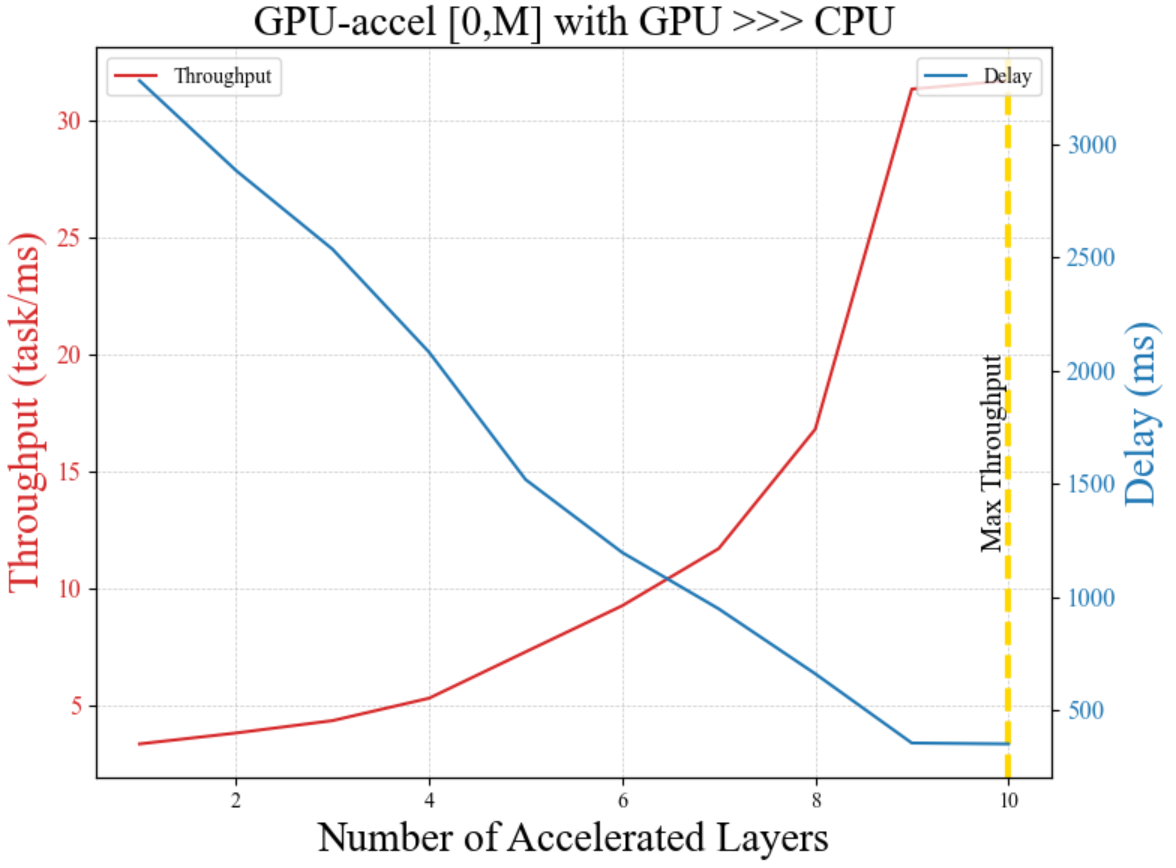 GPU-accel [0,M] with GPU >>> CPU
Throughput
Delay
30
25
20
15
10
5
Throughput (task/ms)
3000
2500
2000
1500
1000
500
Delay (ms)
Max Throughput
2
4
6
8
10
Number of Accelerated Layers